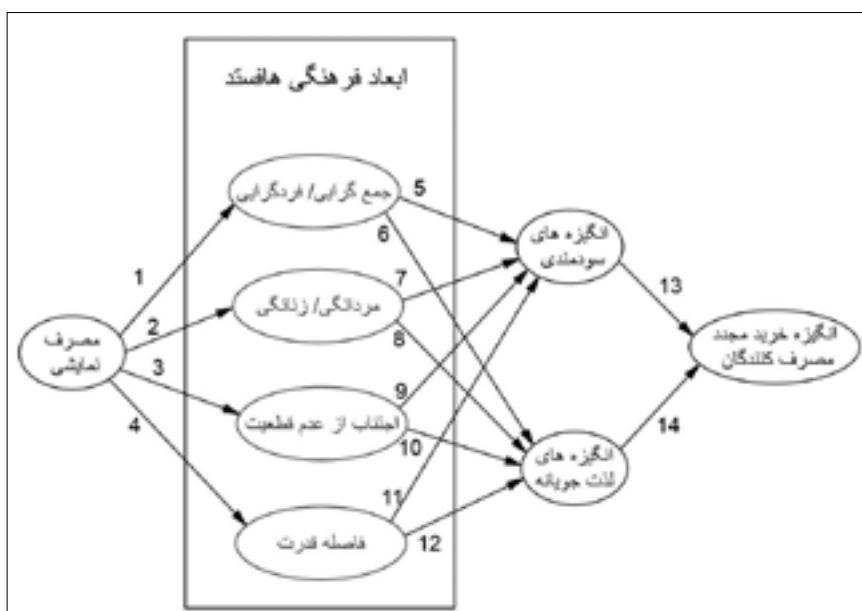 ابعاد فرهنگی هافستد
جمع گرایی/ فردگرایی
مردانگی/ زنانگی
اجتناب از عدم قطعیت
فاصله قدرت
مصرف
نمایشی
انگیزه های
سودمندی
انگیزه های
لذت جویانه
انگیزه خرید مجدد
مصرف کنندگان
1
2
3
4
5
6
7
8
9
10
11
12
13
14